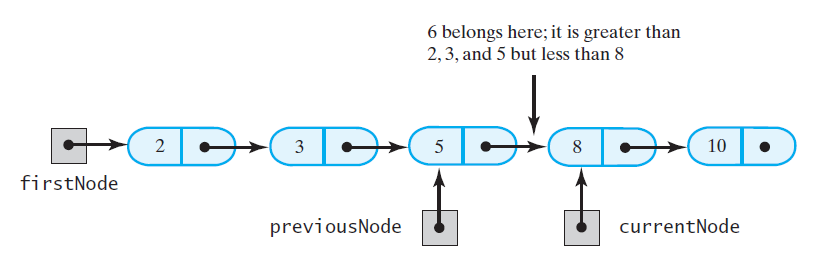 6 belongs here; it is greater than
2, 3, and 5 but less than 8
2
3
5
8
10
firstNode
previousNode
currentNode